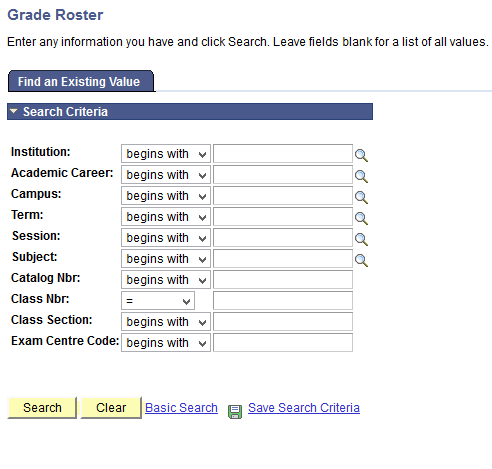 Grade Roster
Enter any information you have and click Search. Leave fields blank for a list of all values.
Find an Existing Value
Search Criteria
Institution: begins with
Academic Career: begins with
Campus: begins with
Term: begins with
Session: begins with
Subject: begins with
Catalog Nbr: begins with
Class Nbr: =
Class Section: begins with
Exam Centre Code: begins with
Search Clear Basic Search Save Search Criteria